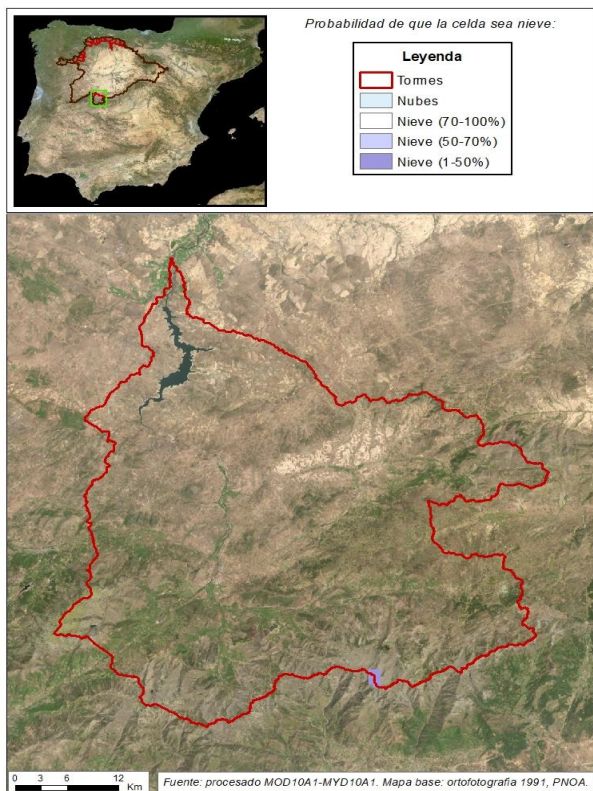 Probabilidad de que la celda sea nieve:
Leyenda
Tormes
Nubes
Nieve (70-100%)
Nieve (50-70%)
Nieve (1-50%)
0 3 6 12
Km
Fuente: procesado MOD10A1-MYD10A1. Mapa base: ortofotografía 1991, PNOA.